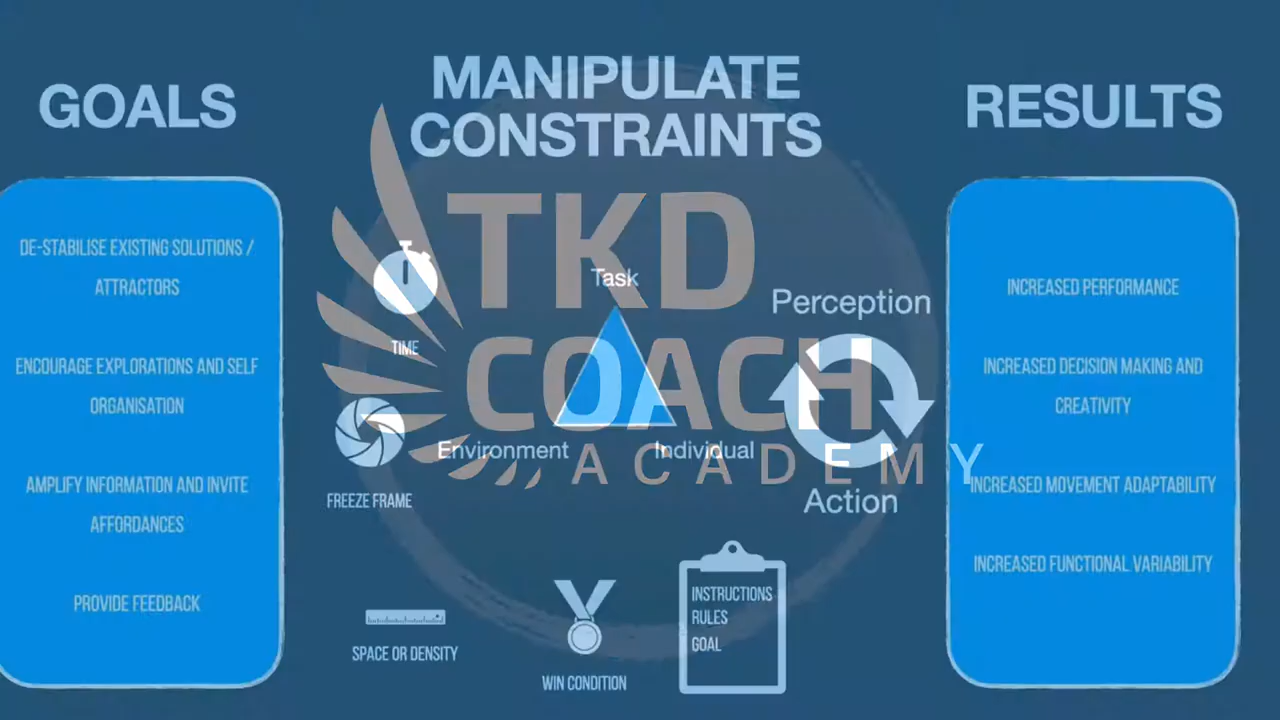 GOALS
MANIPULATE
CONSTRAINTS
RESULTS
DE-STABILISE EXISTING SOLUTIONS /
ATTRACTORS
ENCOURAGE EXPLORATIONS AND SELF
ORGANISATION
AMPLIFY INFORMATION AND INVITE
AFFORDANCES
PROVIDE FEEDBACK
TKD
COACH
ACADEMY
TIME
FREEZE FRAME
Task
Environment
Individual
Perception
Action
SPACE OR DENSITY
WIN CONDITION
INSTRUCTIONS
RULES
GOAL
INCREASED PERFORMANCE
INCREASED DECISION MAKING AND
CREATIVITY
INCREASED MOVEMENT ADAPTABILITY
INCREASED FUNCTIONAL VARIABILITY